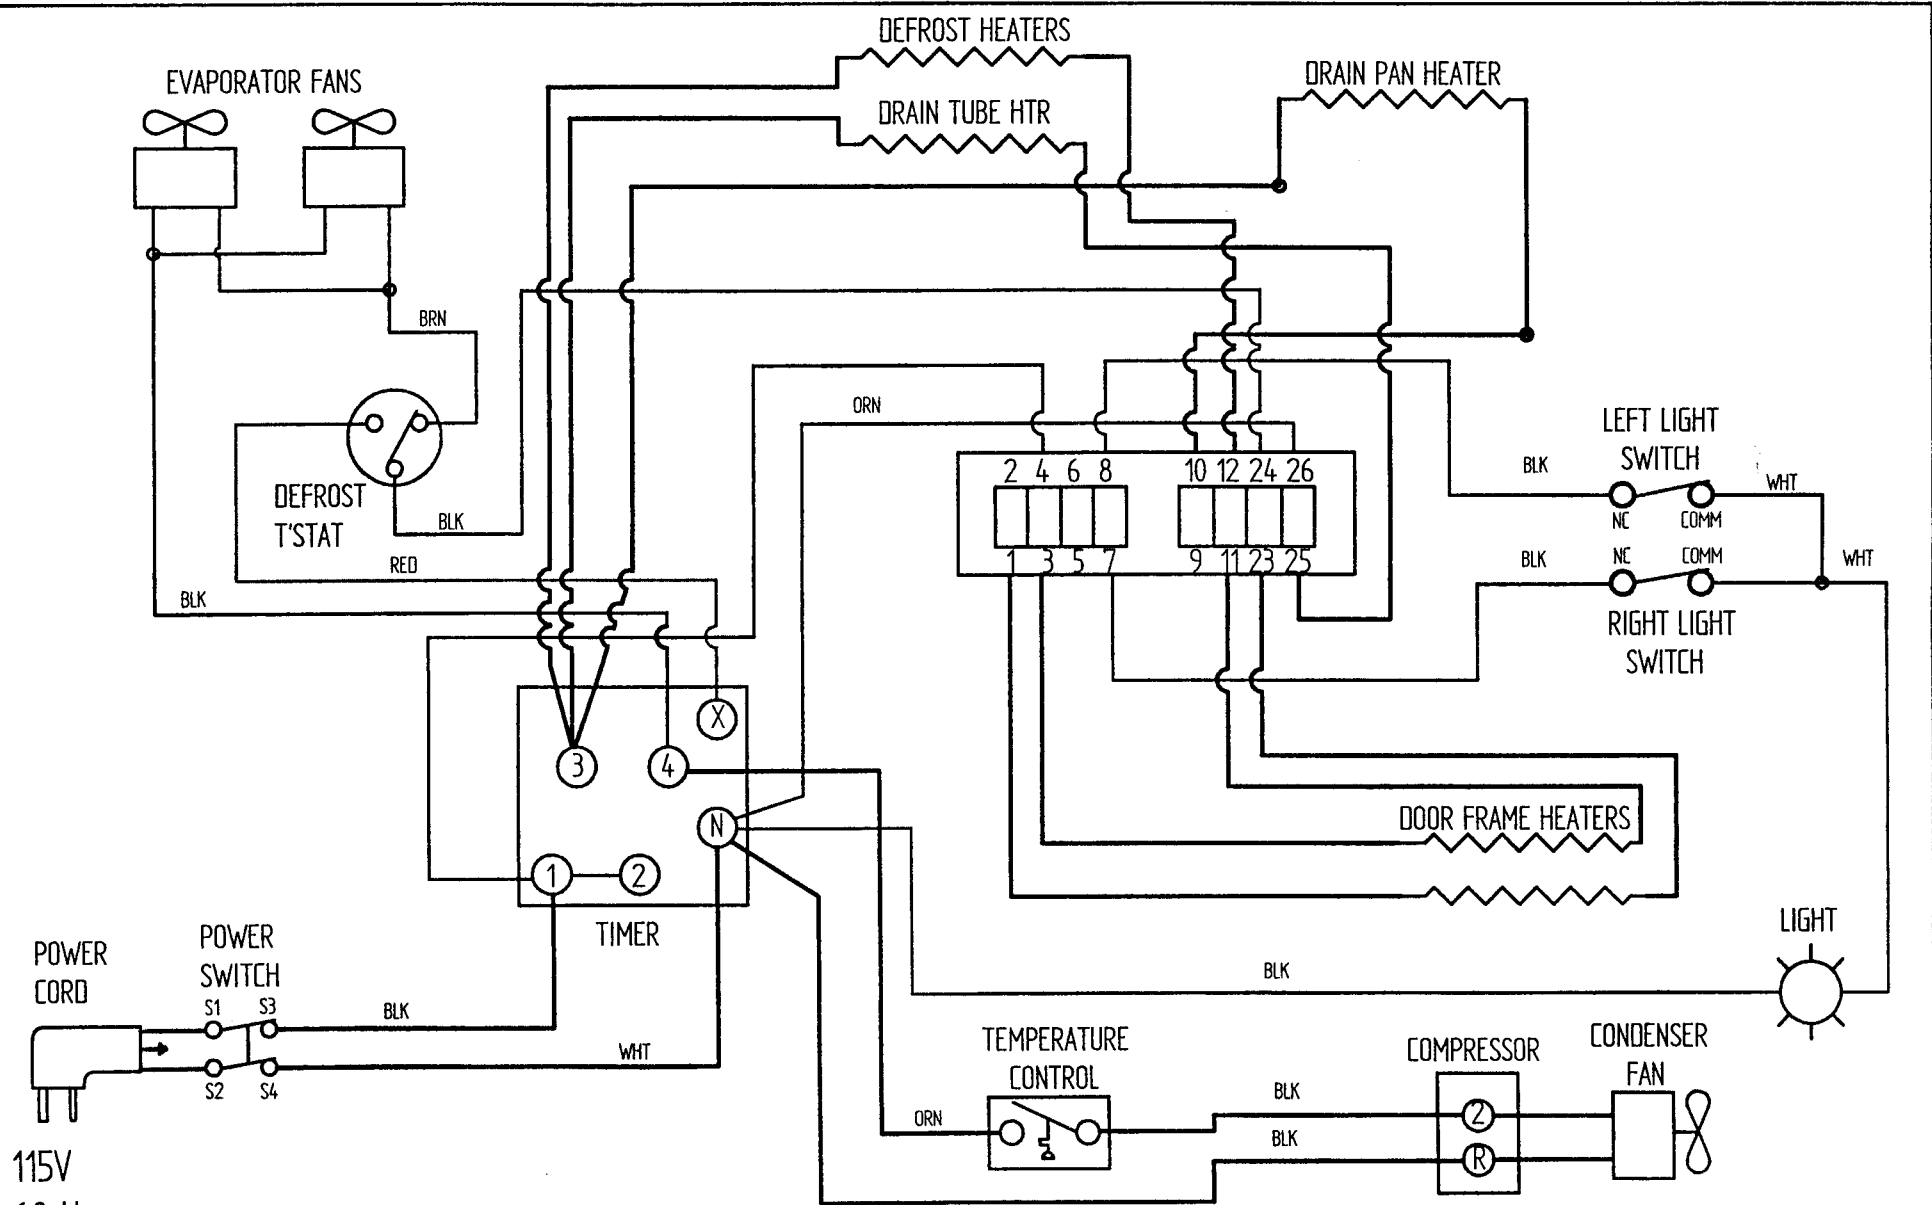 DEFROST HEATERS
EVAPORATOR FANS
DRAIN PAN HEATER
DRAIN TUBE HTR
BRN
ORN
LEFT LIGHT
SWITCH
BLK
WHT
NC
COMM
2 4 6 8 10 12 24 26
1 3 5 7 9 11 23 25
DEFROST
T'STAT
BLK
RED
BLK
BLK
NC
COMM
WHT
RIGHT LIGHT
SWITCH
X
3
4
N
1
2
TIMER
DOOR FRAME HEATERS
LIGHT
BLK
POWER
CORD
POWER
SWITCH
S1
S3
BLK
S2
S4
WHT
115V
TEMPERATURE
CONTROL
ORN
BLK
BLK
COMPRESSOR
2
R
CONDENSER
FAN